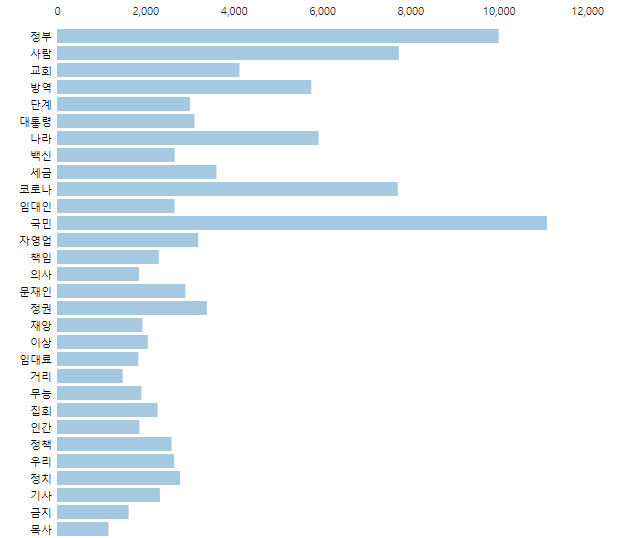 0 2,000 4,000 6,000 8,000 10,000 12,000
정부
사람
교회
방역
단계
대통령
나라
백신
세금
코로나
임대인
국민
자영업
책임
의사
문재인
정권
재앙
이상
임대료
거리
무능
집회
인간
정책
우리
정치
기사
금지
목사